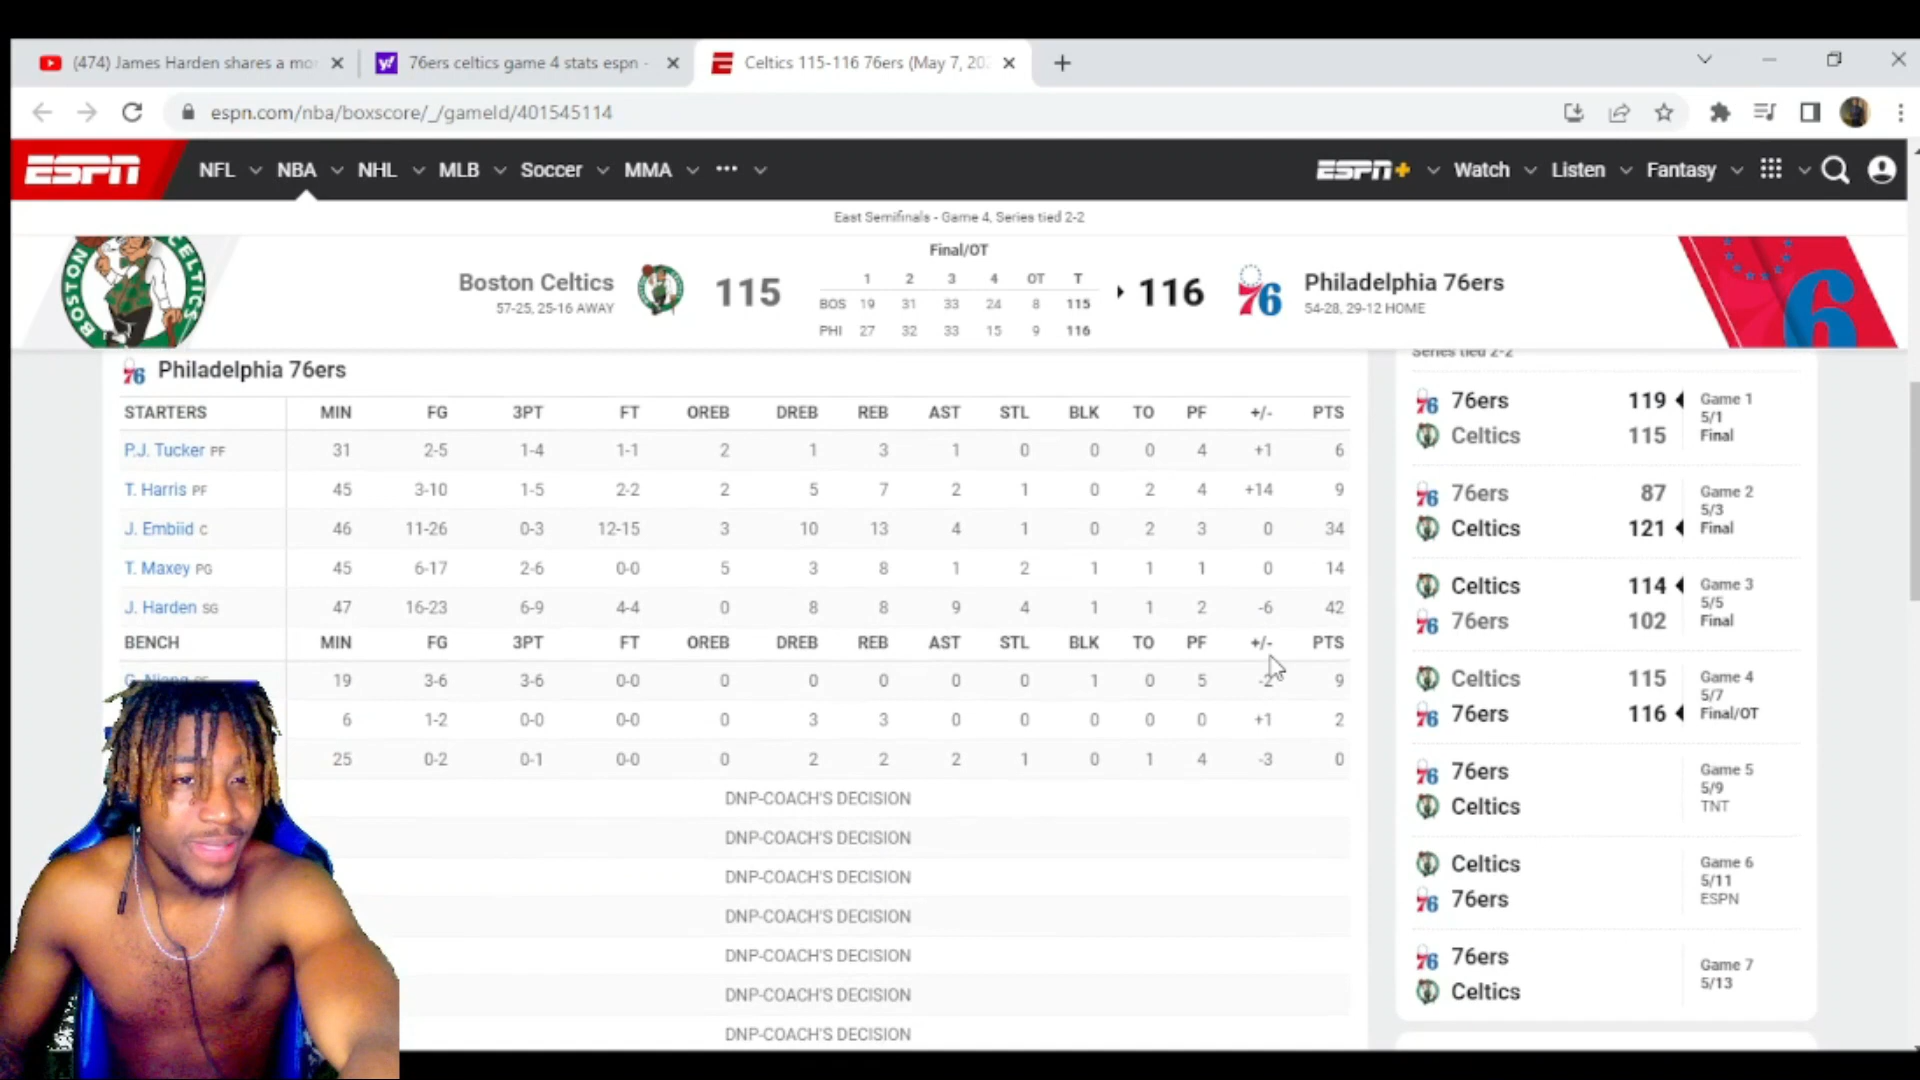 (474) James Harden shares a mo
76ers celtics game 4 stats espn -
Celtics 115-116 76ers (May 7, 20
espn.com/nba/boxscore/_/gameId/401545114
ESPN NFL NBA NHL MLB Soccer MMA ESPN+ Watch Listen Fantasy
East Semifinals - Game 4, Series tied 2-2
Final/OT
BOSTON CELTICS
Boston Celtics 115
57-25, 25-16 AWAY
1 2 3 4 OT T
BOS 19 31 33 24 8 115
PHI 27 32 33 15 9 116
116 76 Philadelphia 76ers
54-28, 29-12 HOME
6
76 Philadelphia 76ers
STARTERS MIN FG 3PT FT OREB DREB REB AST STL BLK TO PF +/- PTS
P.J. Tucker PF 31 2-5 1-4 1-1 2 1 3 1 0 0 0 4 +1 6
T. Harris PF 45 3-10 1-5 2-2 2 5 7 2 1 0 2 4 +14 9
J. Embiid C 46 11-26 0-3 12-15 3 10 13 4 1 0 2 3 0 34
T. Maxey PG 45 6-17 2-6 0-0 5 3 8 1 2 1 1 1 0 14
J. Harden SG 47 16-23 6-9 4-4 0 8 8 9 4 1 1 2 -6 42
BENCH MIN FG 3PT FT OREB DREB REB AST STL BLK TO PF +/- PTS
G. Niang 19 3-6 3-6 0-0 0 0 0 0 0 1 0 5 -2 9
6 1-2 0-0 0-0 0 3 3 0 0 0 0 0 +1 2
25 0-2 0-1 0-0 0 2 2 2 1 0 1 4 -3 0
DNP-COACH'S DECISION
DNP-COACH'S DECISION
DNP-COACH'S DECISION
DNP-COACH'S DECISION
DNP-COACH'S DECISION
DNP-COACH'S DECISION
DNP-COACH'S DECISION
Series tied 2-2
76ers 119 Game 1
5/1
Celtics 115 Final
76ers 87 Game 2
5/3
Celtics 121 Final
Celtics 114 Game 3
5/5
76ers 102 Final
Celtics 115 Game 4
5/7
76ers 116 Final/OT
76ers Game 5
5/9
Celtics TNT
Celtics Game 6
5/11
76ers ESPN
76ers Game 7
5/13
Celtics